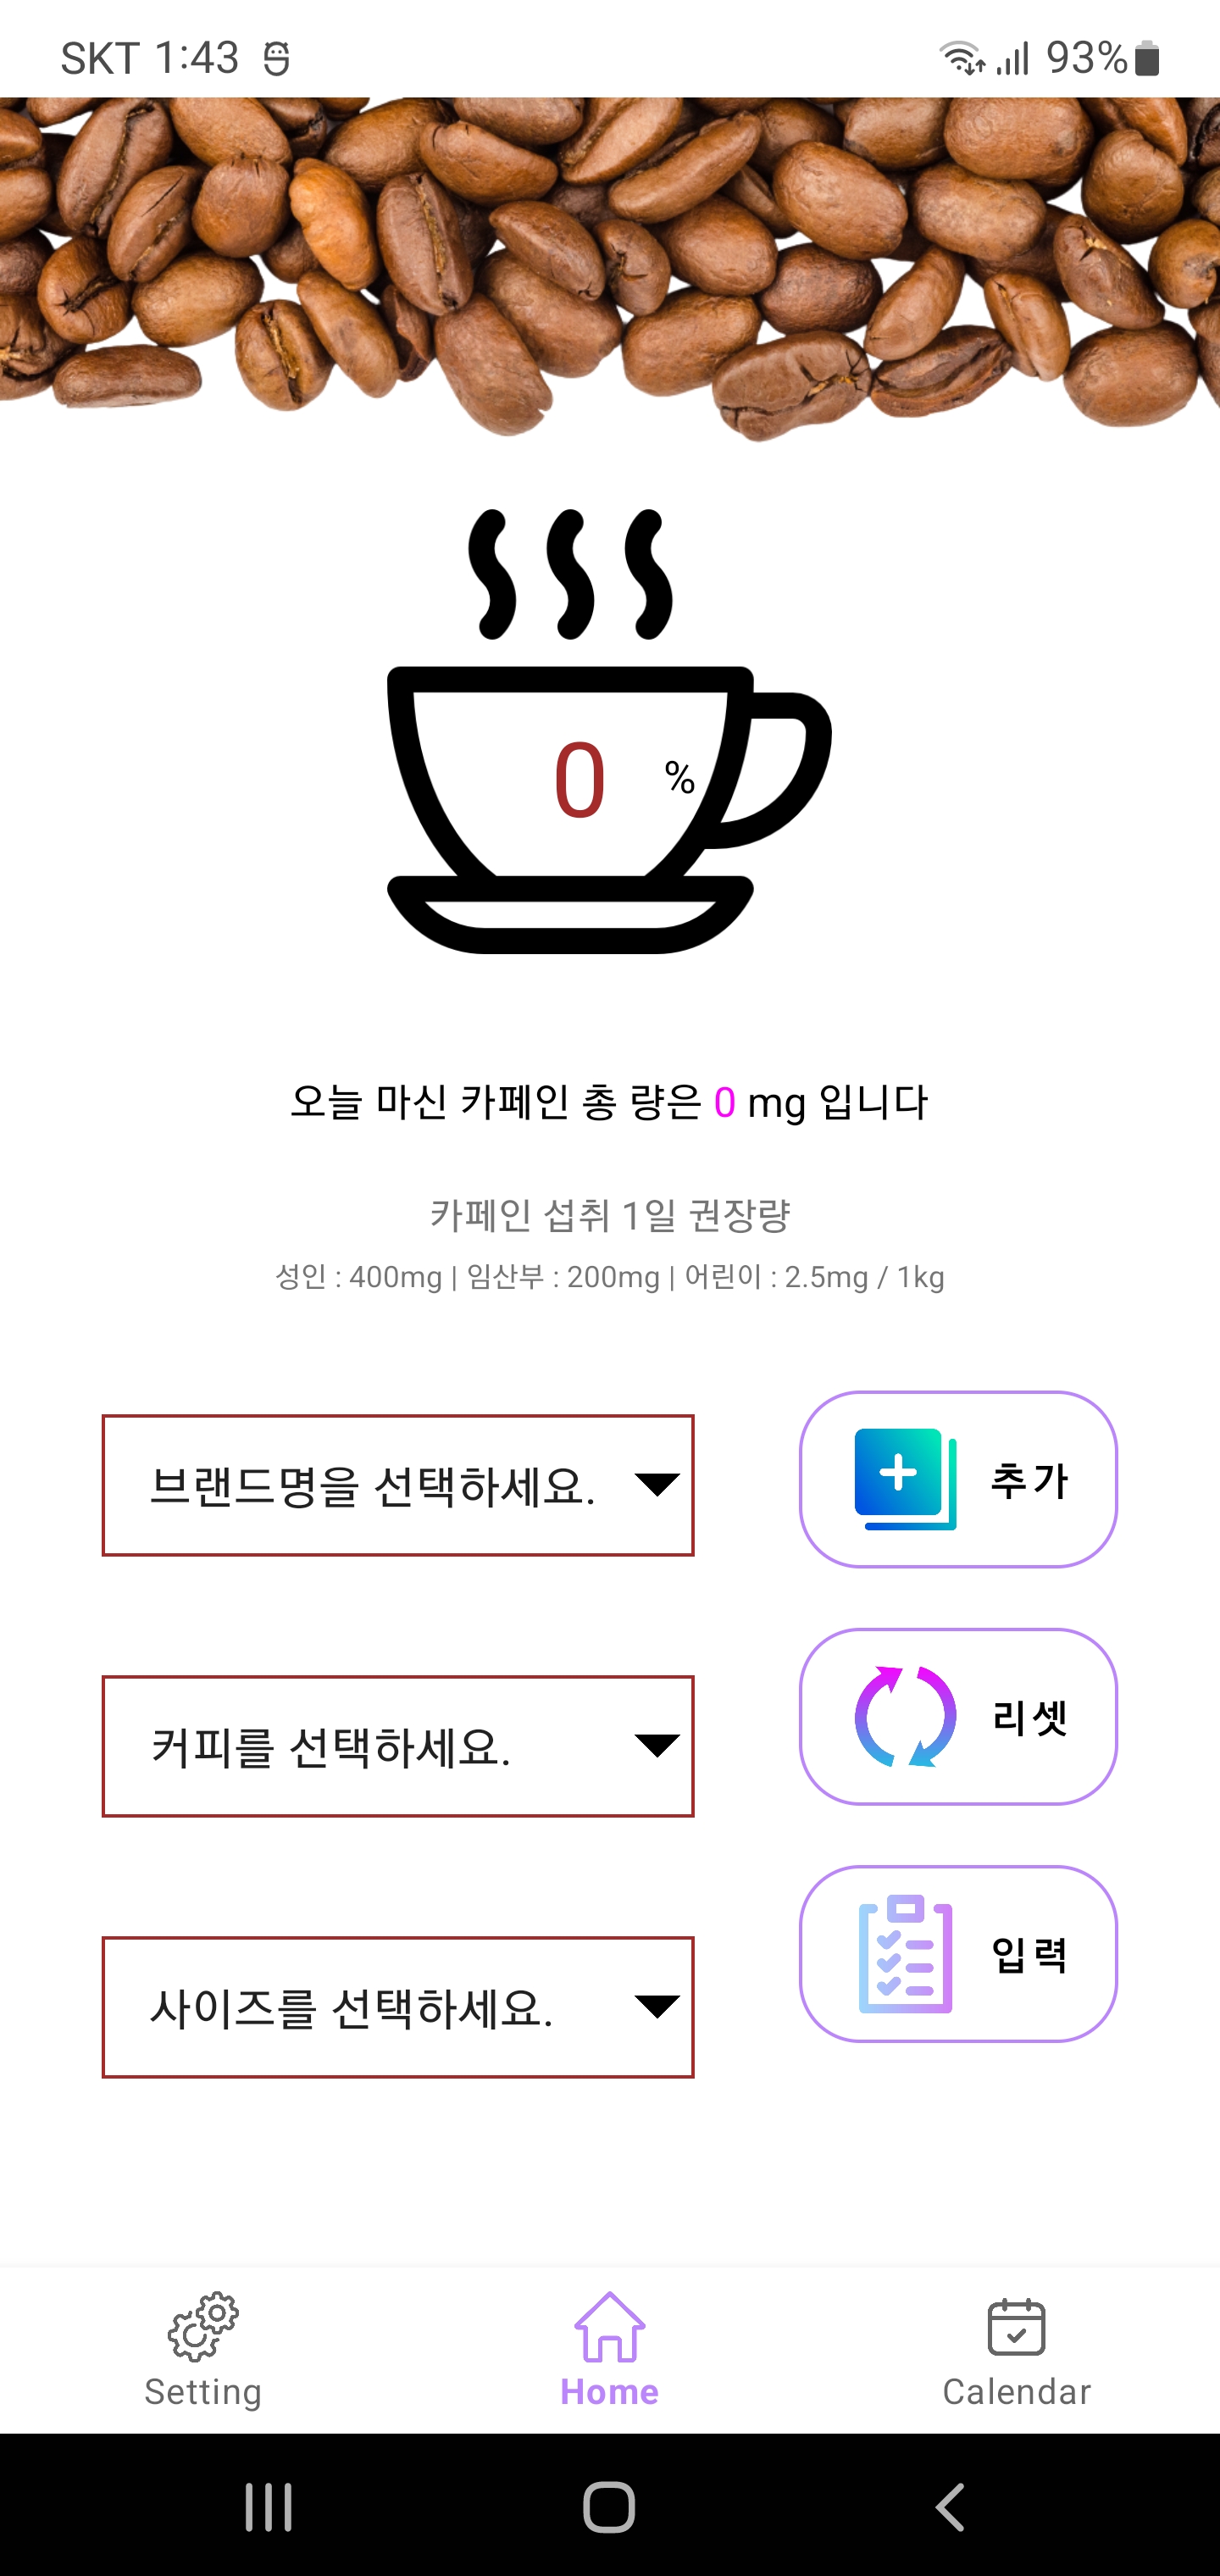 SKT 1:43 93%
0 %
오늘 마신 카페인 총 량은 0 mg 입니다
카페인 섭취 1일 권장량
성인 : 400mg | 임산부 : 200mg | 어린이 : 2.5mg / 1kg
브랜드명을 선택하세요.
추가
커피를 선택하세요.
리셋
사이즈를 선택하세요.
입력
Setting Home Calendar